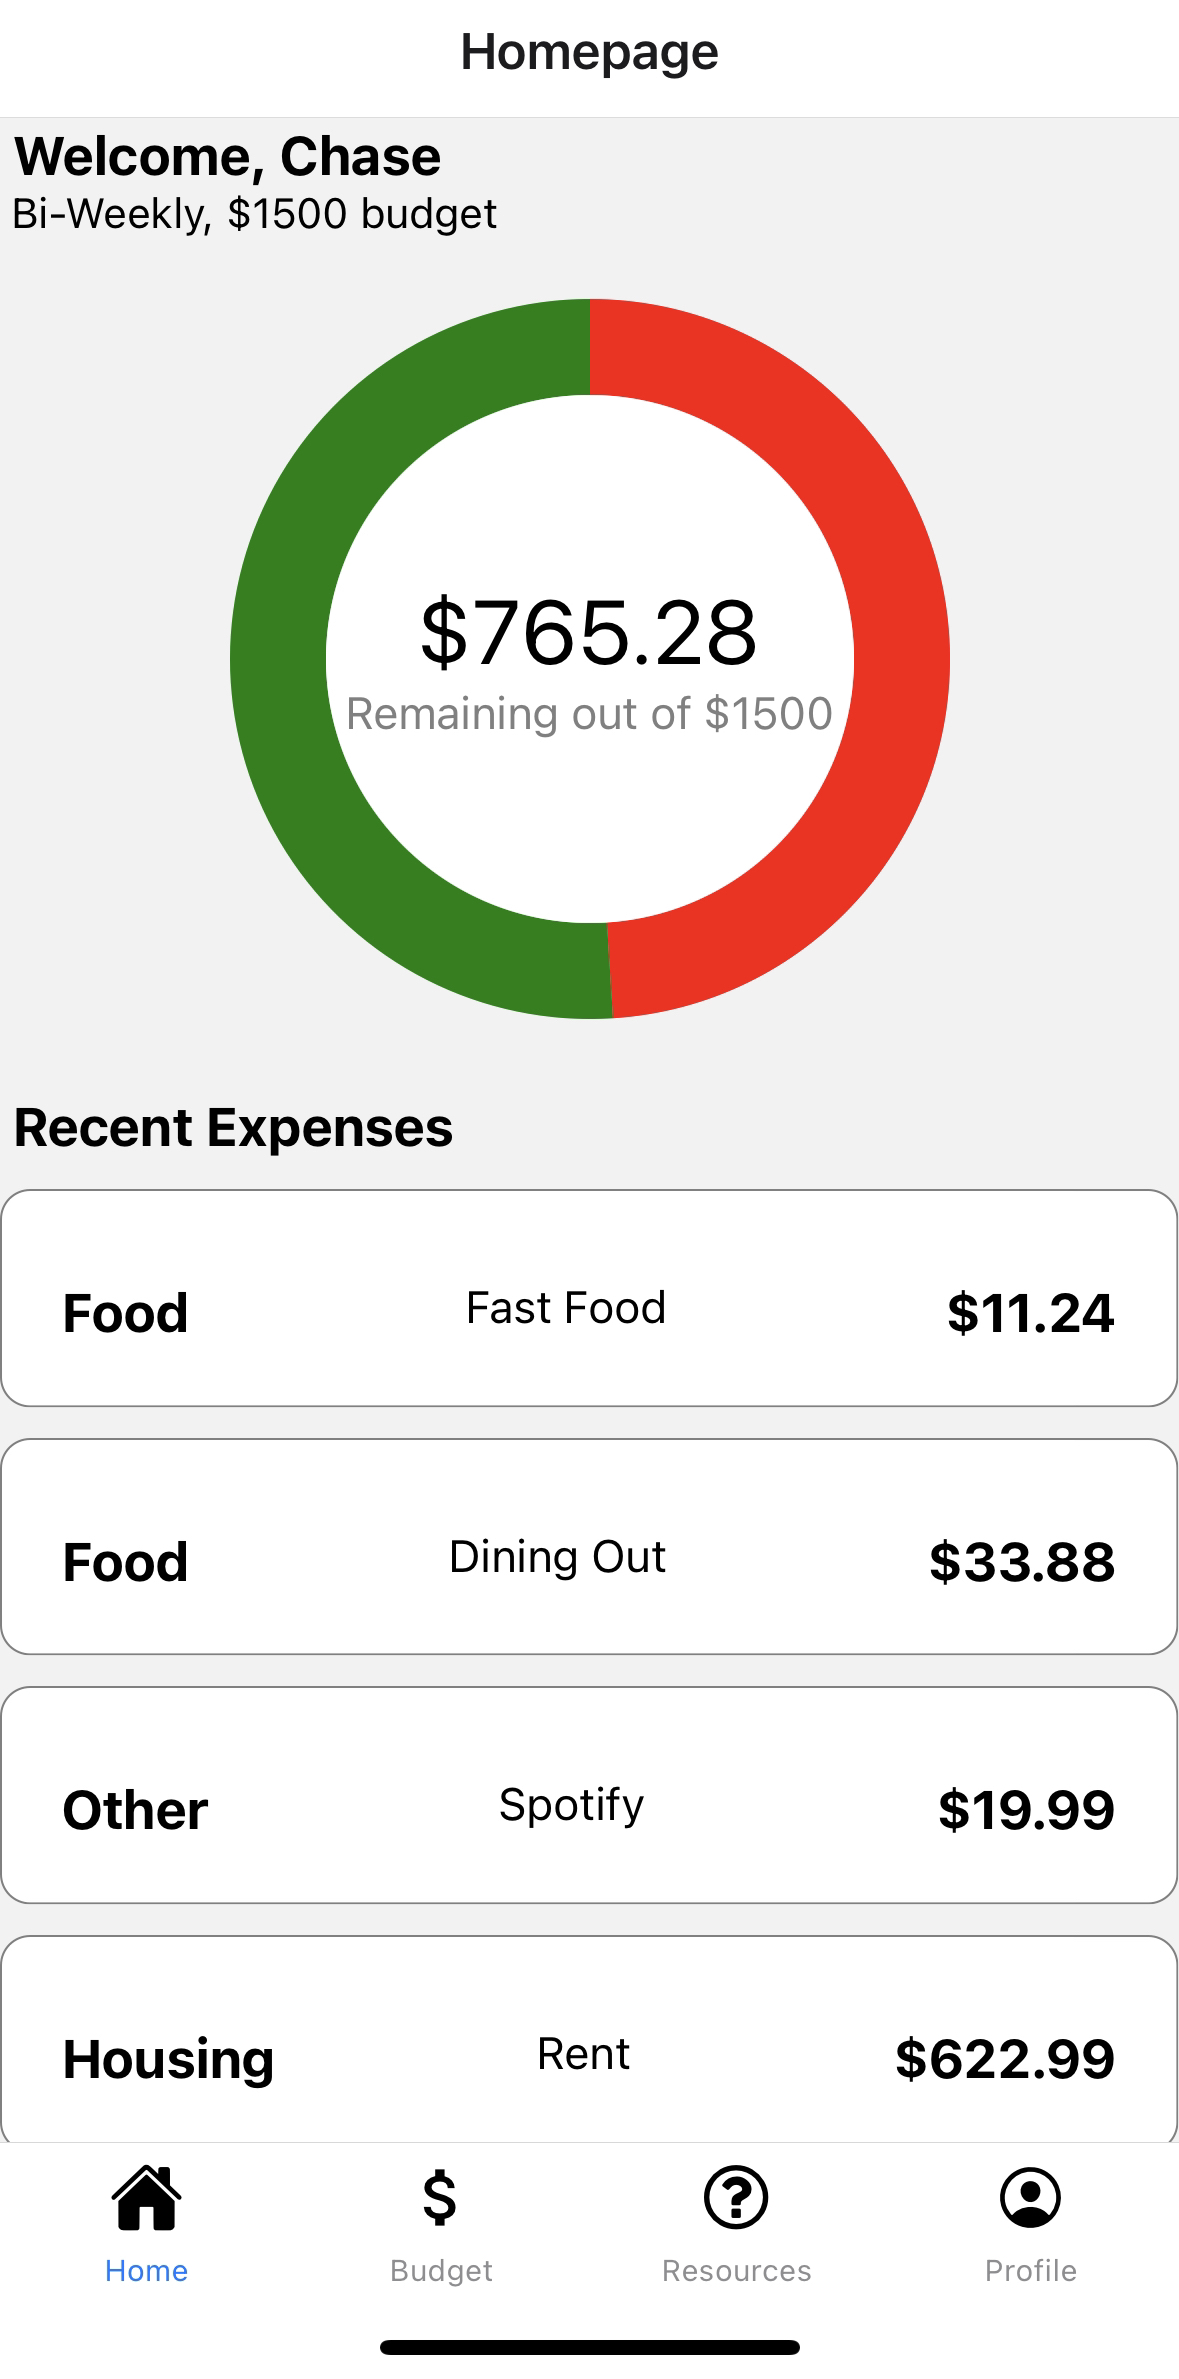 Homepage
Welcome, Chase
Bi-Weekly, $1500 budget
$765.28
Remaining out of $1500
Recent Expenses
Food Fast Food $11.24
Food Dining Out $33.88
Other Spotify $19.99
Housing Rent $622.99
Home Budget Resources Profile